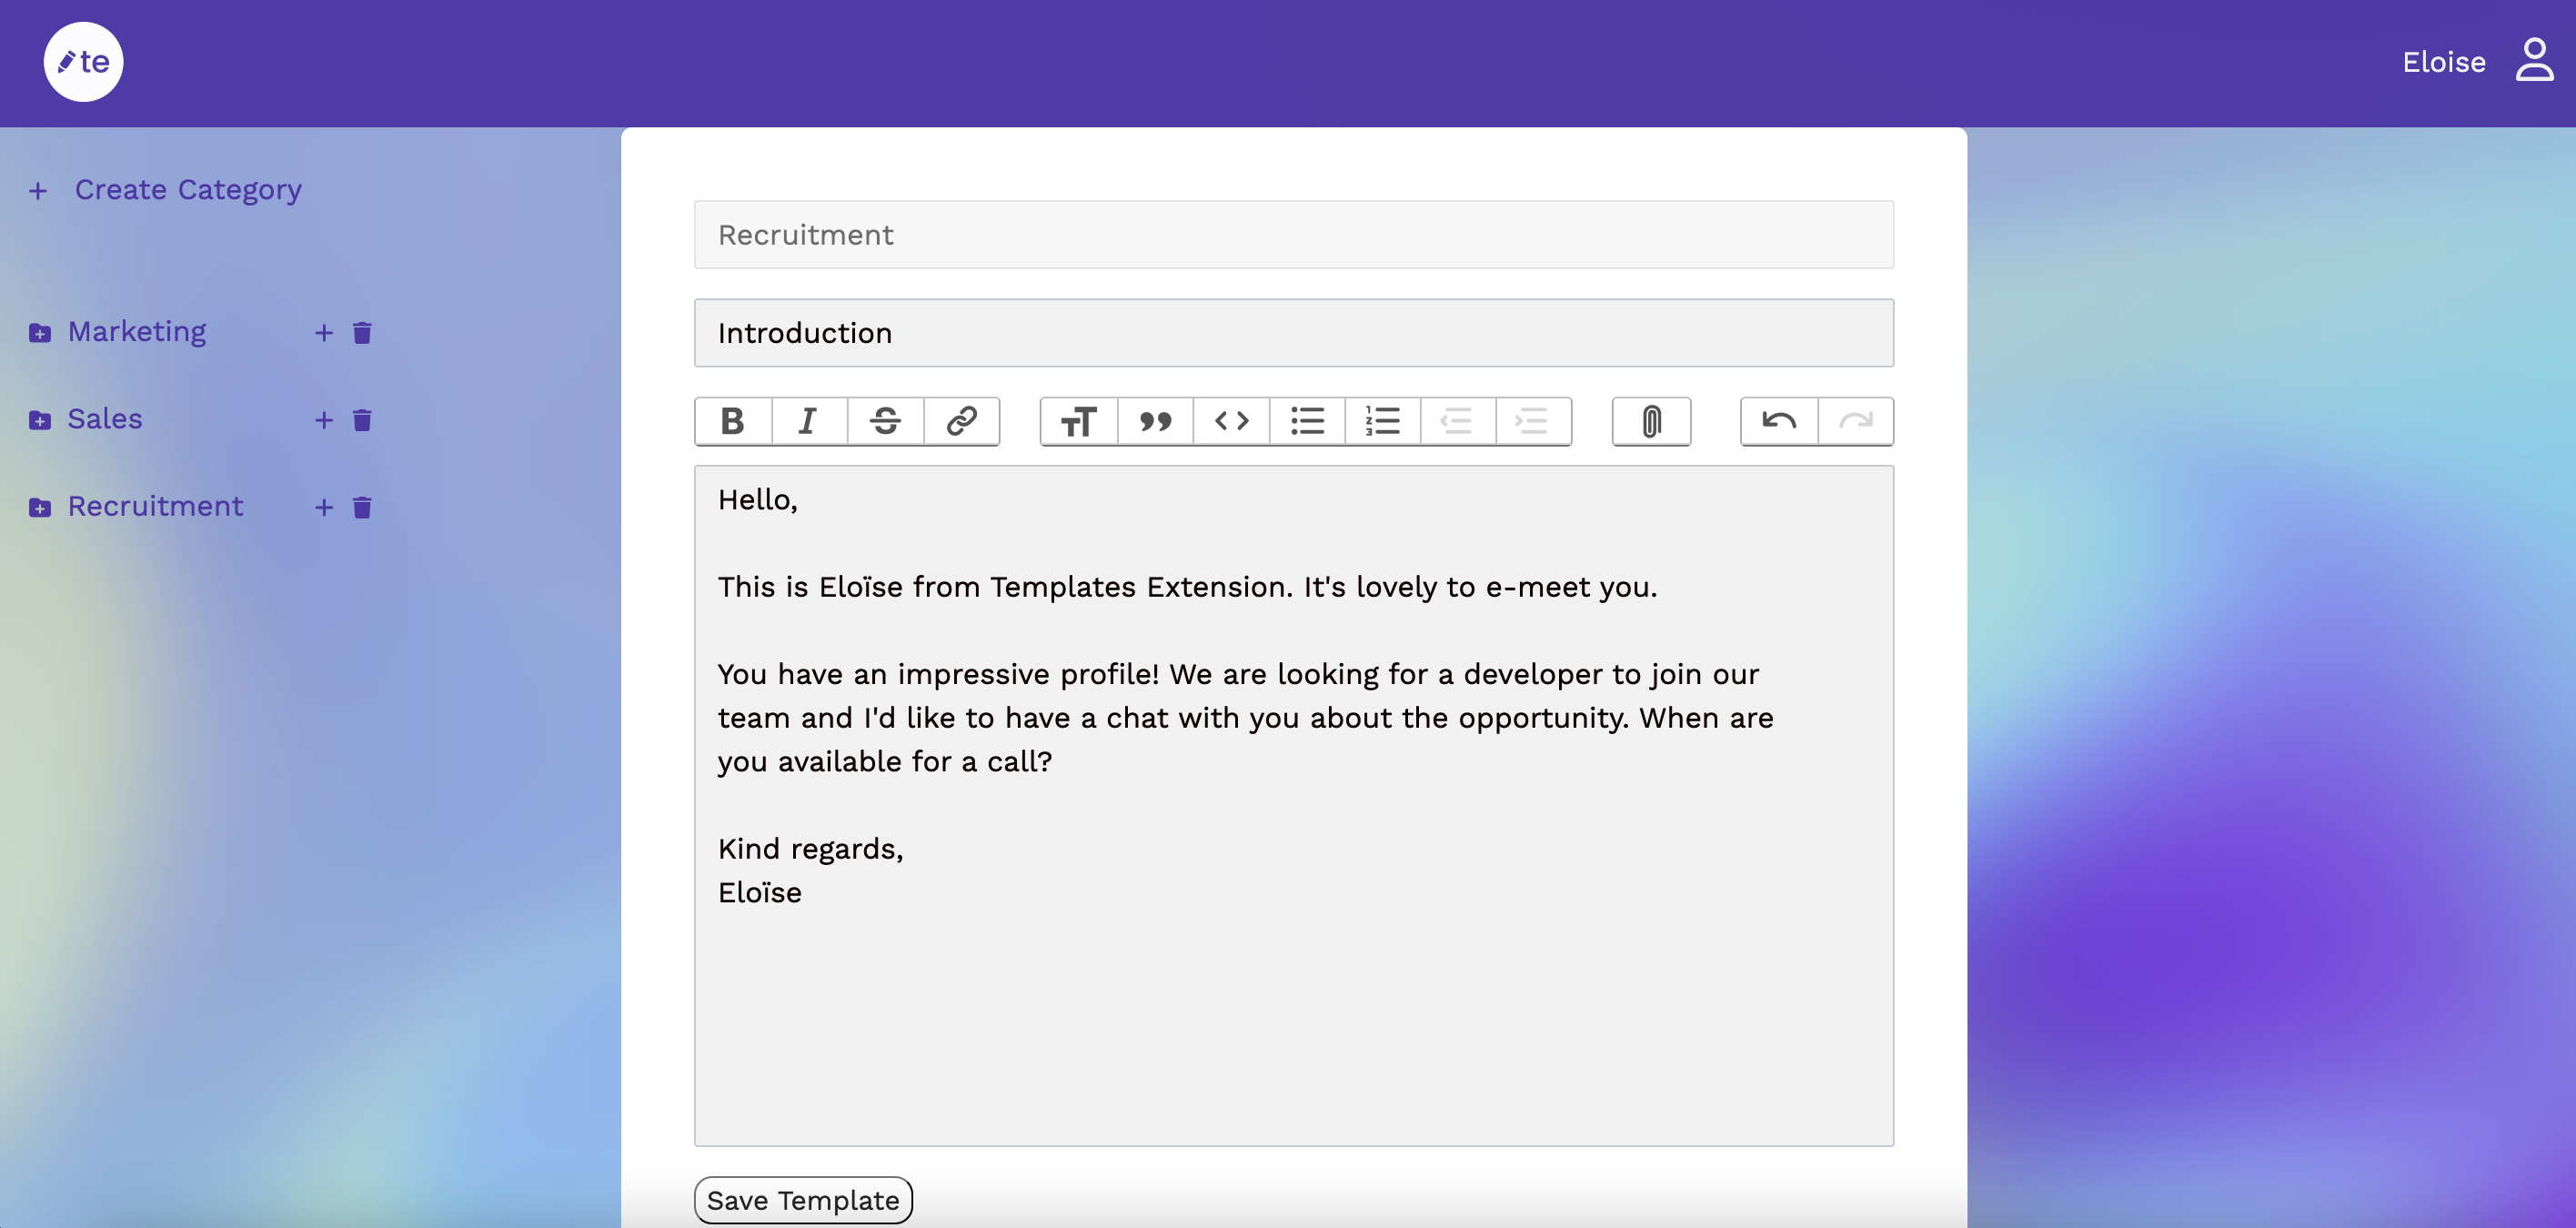 te
Eloise
+ Create Category
Marketing +
Sales +
Recruitment +
Recruitment
Introduction
B I S
Hello,
This is Eloïse from Templates Extension. It's lovely to e-meet you.
You have an impressive profile! We are looking for a developer to join our
team and I'd like to have a chat with you about the opportunity. When are
you available for a call?
Kind regards,
Eloïse
Save Template